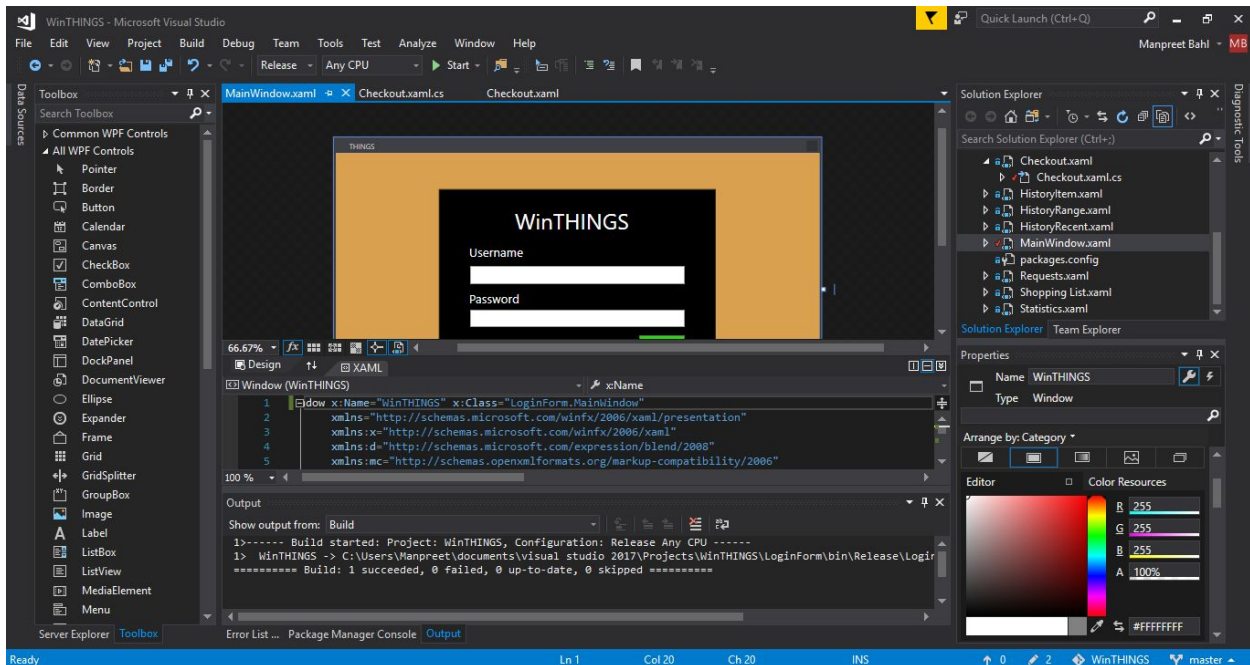 WinTHINGS - Microsoft Visual Studio
Quick Launch (Ctrl+Q)
File Edit View Project Build Debug Team Tools Test Analyze Window Help
Manpreet Bahl MB
Release Any CPU Start
Data Sources
Toolbox
Search Toolbox
Common WPF Controls
All WPF Controls
Pointer
Border
Button
Calendar
Canvas
CheckBox
ComboBox
ContentControl
DataGrid
DatePicker
DockPanel
DocumentViewer
Ellipse
Expander
Frame
Grid
GridSplitter
GroupBox
Image
Label
ListBox
ListView
MediaElement
Menu
Server Explorer Toolbox
MainWindow.xaml Checkout.xaml.cs Checkout.xaml
THINGS
WinTHINGS
Username
Password
66.67% fx
Design XAML
Window (WinTHINGS) x:Name
1 dow x:Name="WinTHINGS" x:Class="LoginForm.MainWindow"
2 xmlns="http://schemas.microsoft.com/winfx/2006/xaml/presentation"
3 xmlns:x="http://schemas.microsoft.com/winfx/2006/xaml"
4 xmlns:d="http://schemas.microsoft.com/expression/blend/2008"
5 xmlns:mc="http://schemas.openxmlformats.org/markup-compatibility/2006"
100 %
Output
Show output from: Build
1>------ Build started: Project: WinTHINGS, Configuration: Release Any CPU ------
1> WinTHINGS -> C:\Users\Manpreet\documents\visual studio 2017\Projects\WinTHINGS\LoginForm\bin\Release\Login
========== Build: 1 succeeded, 0 failed, 0 up-to-date, 0 skipped ==========
Error List ... Package Manager Console Output
Solution Explorer
Search Solution Explorer (Ctrl+;)
Checkout.xaml
Checkout.xaml.cs
HistoryItem.xaml
HistoryRange.xaml
HistoryRecent.xaml
MainWindow.xaml
packages.config
Requests.xaml
Shopping List.xaml
Statistics.xaml
Solution Explorer Team Explorer
Properties
Name WinTHINGS
Type Window
Arrange by: Category
Editor Color Resources
R 255
G 255
B 255
A 100%
#FFFFFFFF
Diagnostic Tools
Ready Ln 1 Col 20 Ch 20 INS 0 2 WinTHINGS master